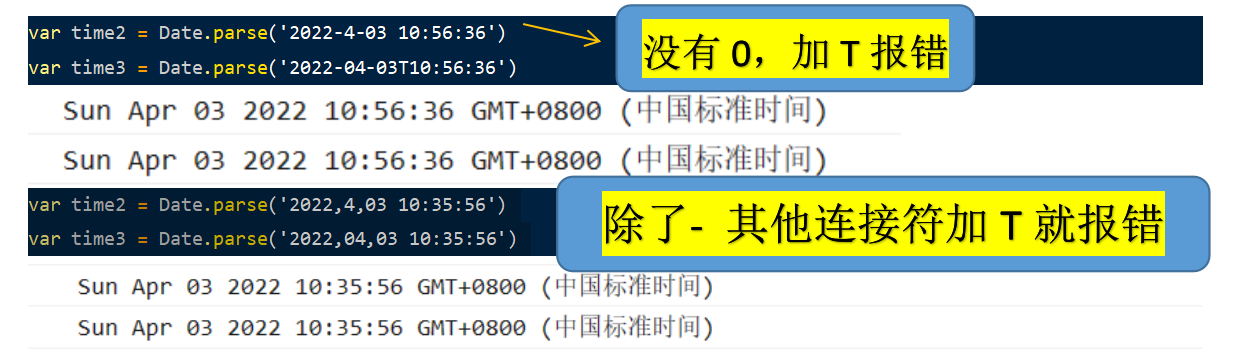 var time2 = Date.parse('2022-4-03 10:56:36')
没有 0，加 T 报错
var time3 = Date.parse('2022-04-03T10:56:36')
Sun Apr 03 2022 10:56:36 GMT+0800 (中国标准时间)
Sun Apr 03 2022 10:56:36 GMT+0800 (中国标准时间)
var time2 = Date.parse('2022,4,03 10:35:56')
除了- 其他连接符加 T 就报错
var time3 = Date.parse('2022,04,03 10:35:56')
Sun Apr 03 2022 10:35:56 GMT+0800 (中国标准时间)
Sun Apr 03 2022 10:35:56 GMT+0800 (中国标准时间)